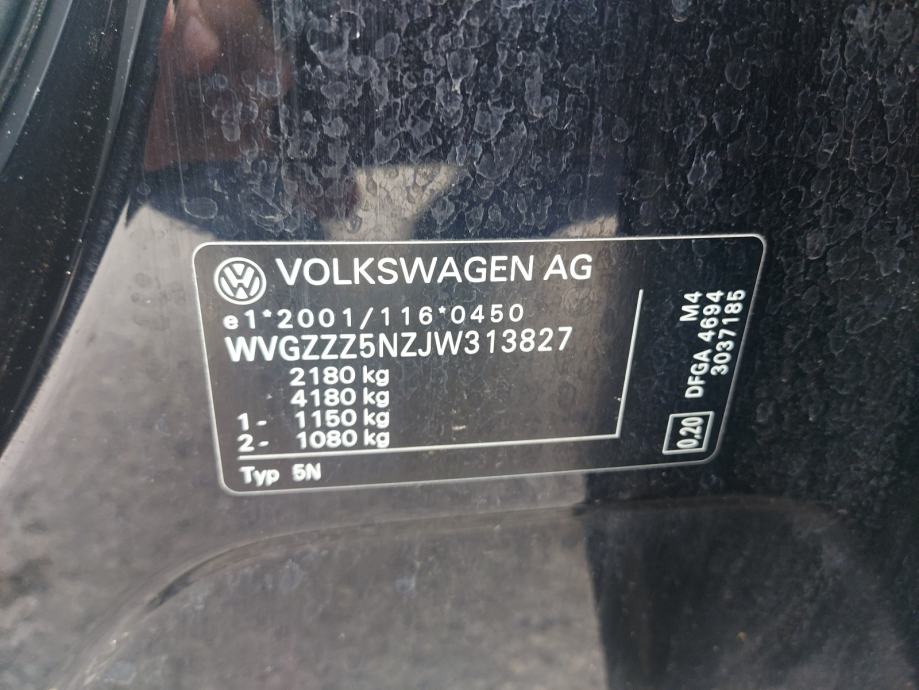 VOLKSWAGEN AG
e1*2001/116*0450
WVGZZZ5NZJW313827
2180 kg
4180 kg
1- 1150 kg
2- 1080 kg
Typ 5N
M4
DFGA 4694
3037185
0.20